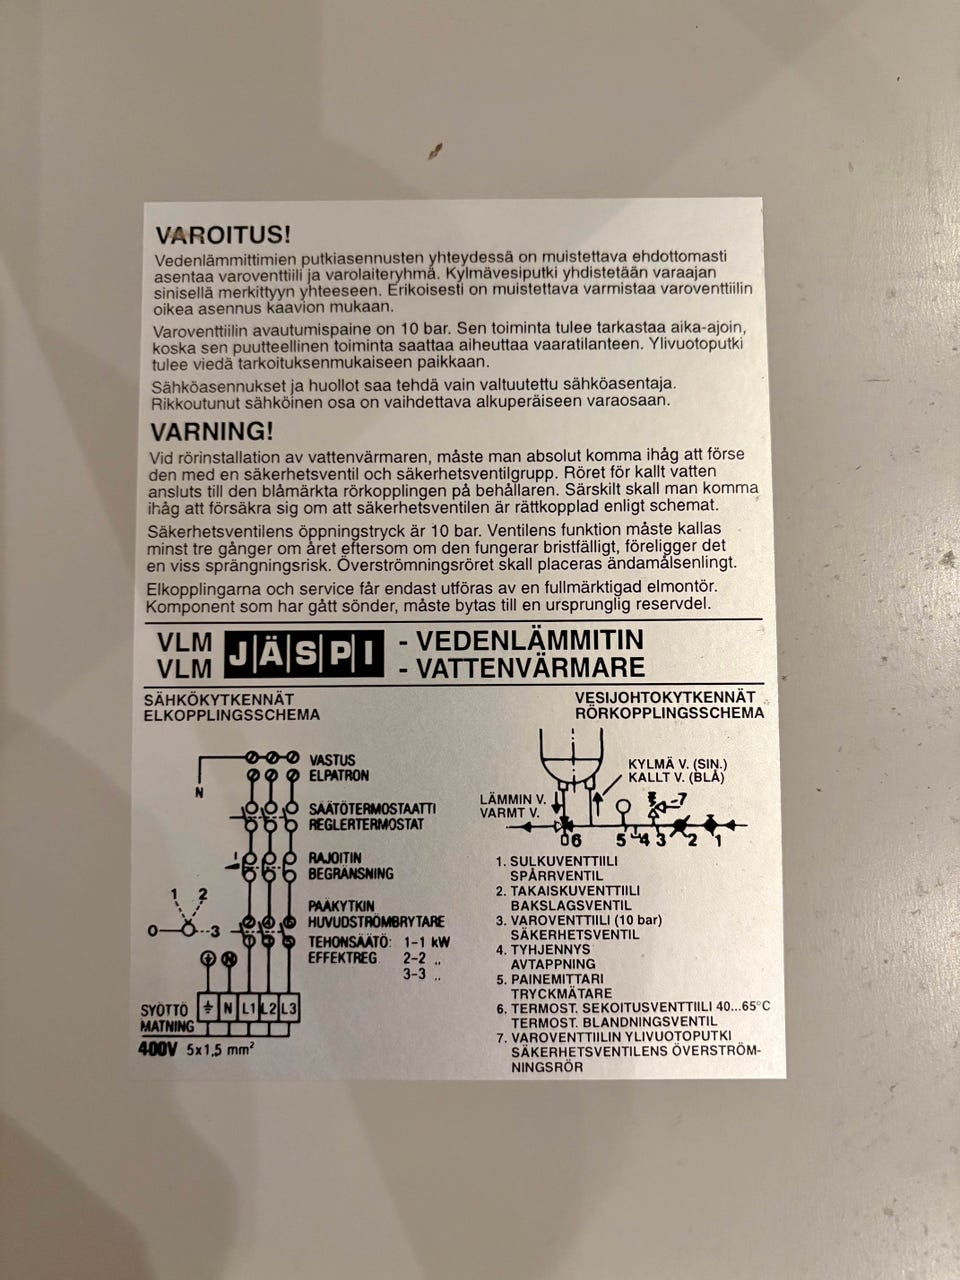 VAROITUS!
Vedenlämmittimien putkiasennusten yhteydessä on muistettava ehdottomasti
asentaa varoventtiili ja varolaiteryhmä. Kylmävesiputki yhdistetään varaajan
sinisellä merkittyyn yhteeseen. Erikoisesti on muistettava varmistaa varoventtiilin
oikea asennus kaavion mukaan.
Varoventtiilin avautumispaine on 10 bar. Sen toiminta tulee tarkastaa aika-ajoin,
koska sen puutteellinen toiminta saattaa aiheuttaa vaaratilanteen. Ylivuotoputki
tulee viedä tarkoituksenmukaiseen paikkaan.
Sähköasennukset ja huollot saa tehdä vain valtuutettu sähköasentaja.
Rikkoutunut sähköinen osa on vaihdettava alkuperäiseen varaosaan.
VARNING!
Vid rörinstallation av vattenvärmaren, måste man absolut komma ihåg att förse
den med en säkerhetsventil och säkerhetsventilgrupp. Röret för kallt vatten
ansluts till den blåmärkta rörkopplingen på behållaren. Särskilt skall man komma
ihåg att försäkra sig om att säkerhetsventilen är rättkopplad enligt schemat.
Säkerhetsventilens öppningstryck är 10 bar. Ventilens funktion måste kallas
minst tre gånger om året eftersom om den fungerar bristfälligt, föreligger det
en viss sprängningsrisk. Överströmningsröret skall placeras ändamålsenlingt.
Elkopplingarna och service får endast utföras av en fullmärktigad elmontör.
Komponent som har gått sönder, måste bytas till en ursprunglig reservdel.
VLM JÄSPI - VEDENLÄMMITIN
VLM - VATTENVÄRMARE
SÄHKÖKYTKENNÄT
ELKOPPLINGSSCHEMA
N
VASTUS
ELPATRON
SÄÄTÖTERMOSTAATTI
REGLERTERMOSTAT
RAJOITIN
BEGRÄNSNING
PÄÄKYTKIN
HUVUDSTRÖMBRYTARE
TEHONSÄÄTÖ: 1-1 kW
EFFEKTREG. 2-2 ,,
3-3 ,,
1 2
0 3
2 4 6
1 3 5
N
SYÖTTÖ
MATNING
N L1 L2 L3
400V 5x1,5 mm²
VESIJOHTOKYTKENNÄT
RÖRKOPPLINGSSCHEMA
KYLMÄ V. (SIN.)
KALLT V. (BLÅ)
LÄMMIN V.
VARMT V.
7
6 5 4 3 2 1
1. SULKUVENTTIILI
SPÄRRVENTIL
2. TAKAISKUVENTTIILI
BAKSLAGSVENTIL
3. VAROVENTTIILI (10 bar)
SÄKERHETSVENTIL
4. TYHJENNYS
AVTAPPNING
5. PAINEMITTARI
TRYCKMÄTARE
6. TERMOST. SEKOITUSVENTTIILI 40...65°C
TERMOST. BLANDNINGSVENTIL
7. VAROVENTTIILIN YLIVUOTOPUTKI
SÄKERHETSVENTILENS ÖVERSTRÖM-
NINGSRÖR